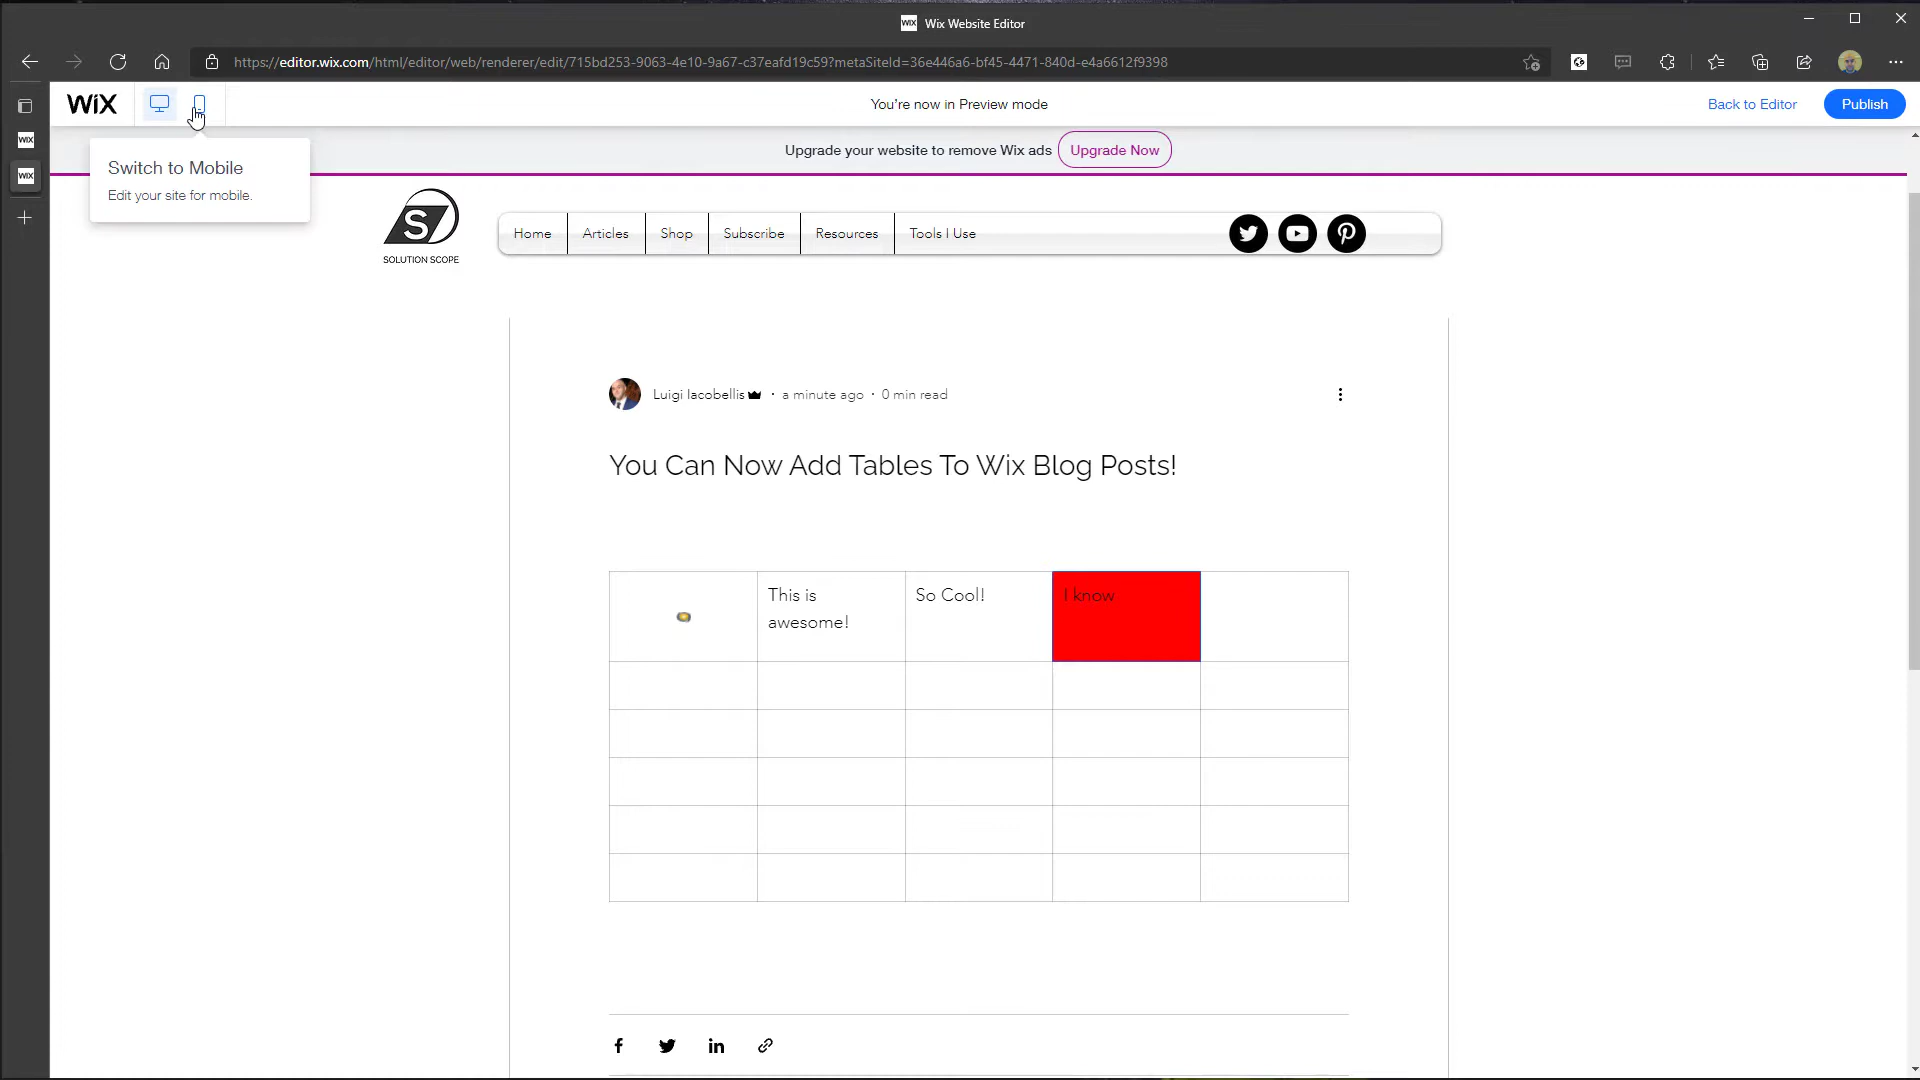 WiX Wix Website Editor
https://editor.wix.com/html/editor/web/renderer/edit/715bd253-9063-4e10-9a67-c37eafd19c59?metaSiteId=36e446a6-bf45-4471-840d-e4a6612f9398
WiX
You're now in Preview mode
Back to Editor
Publish
WiX
WiX
Switch to Mobile
Edit your site for mobile.
Upgrade your website to remove Wix ads
Upgrade Now
S
SOLUTION SCOPE
Home
Articles
Shop
Subscribe
Resources
Tools I Use
Luigi Iacobellis · a minute ago · 0 min read
You Can Now Add Tables To Wix Blog Posts!
This is
awesome!
So Cool!
I know